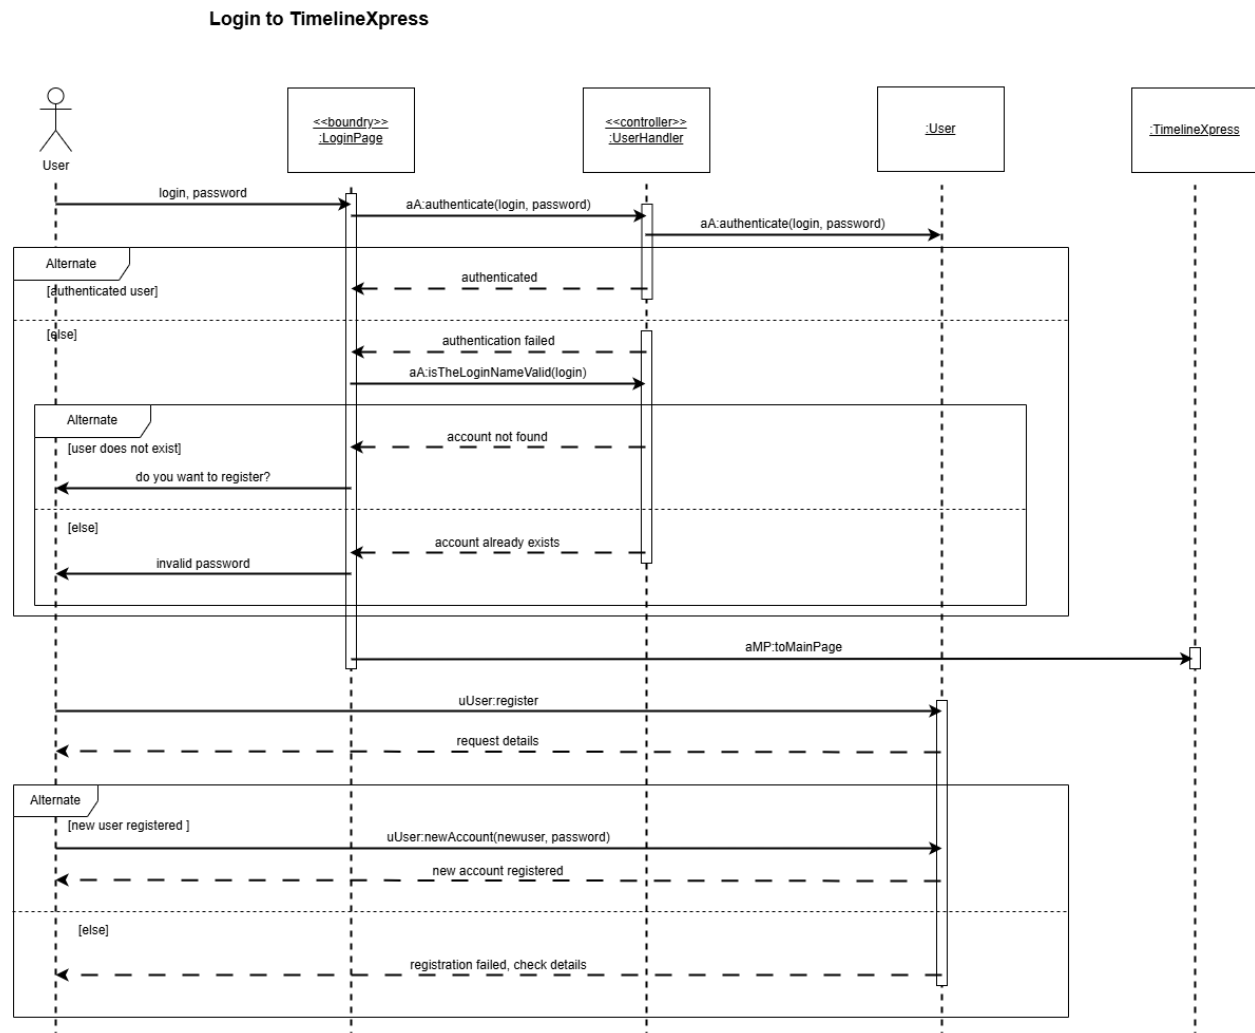 Login to TimelineXpress
User
<<boundry>>
:LoginPage
<<controller>>
:UserHandler
:User
:TimelineXpress
login, password
aA:authenticate(login, password)
aA:authenticate(login, password)
Alternate
[authenticated user]
authenticated
[else]
authentication failed
aA:isTheLoginNameValid(login)
Alternate
[user does not exist]
account not found
do you want to register?
[else]
account already exists
invalid password
aMP:toMainPage
uUser:register
request details
Alternate
[new user registered ]
uUser:newAccount(newuser, password)
new account registered
[else]
registration failed, check details